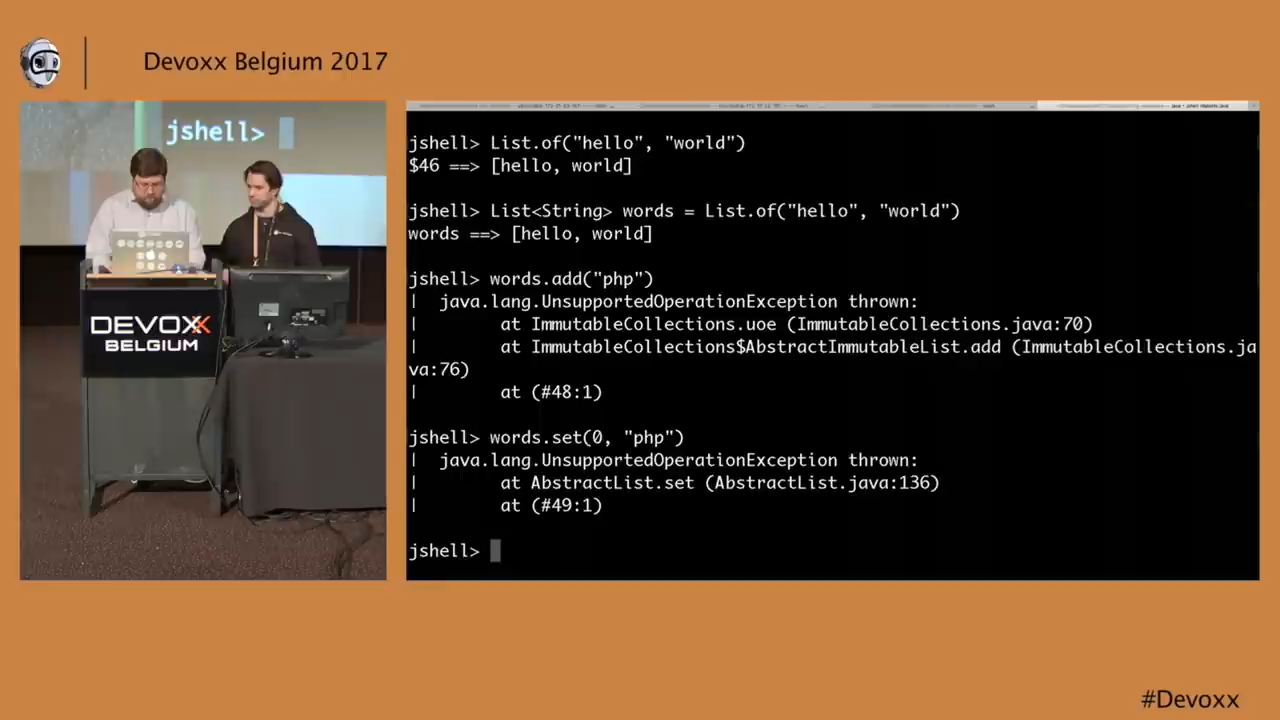 Devoxx Belgium 2017
jshell>
DEVOXX
BELGIUM
jshell> List.of("hello", "world")
$46 ==> [hello, world]
jshell> List<String> words = List.of("hello", "world")
words ==> [hello, world]
jshell> words.add("php")
|  java.lang.UnsupportedOperationException thrown:
|        at ImmutableCollections.uoe (ImmutableCollections.java:70)
|        at ImmutableCollections$AbstractImmutableList.add (ImmutableCollections.ja
va:76)
|        at (#48:1)
jshell> words.set(0, "php")
|  java.lang.UnsupportedOperationException thrown:
|        at AbstractList.set (AbstractList.java:136)
|        at (#49:1)
jshell>
#Devoxx